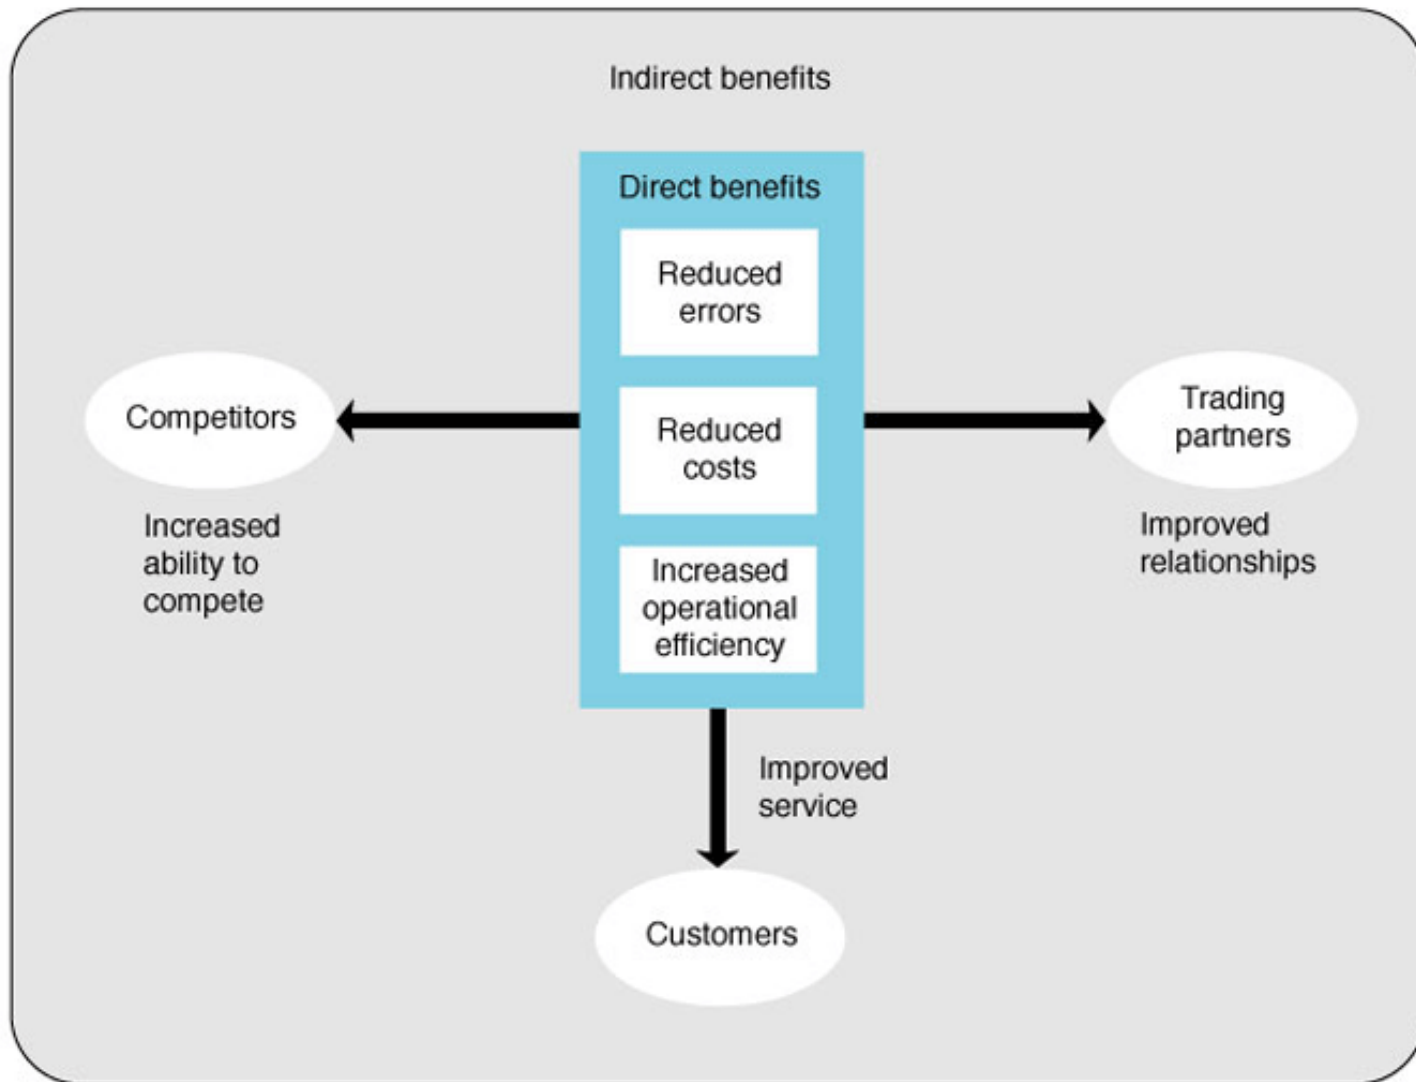 Indirect benefits
Direct benefits
Reduced
errors
Reduced
costs
Increased
operational
efficiency
Competitors
Increased
ability to
compete
Trading
partners
Improved
relationships
Improved
service
Customers